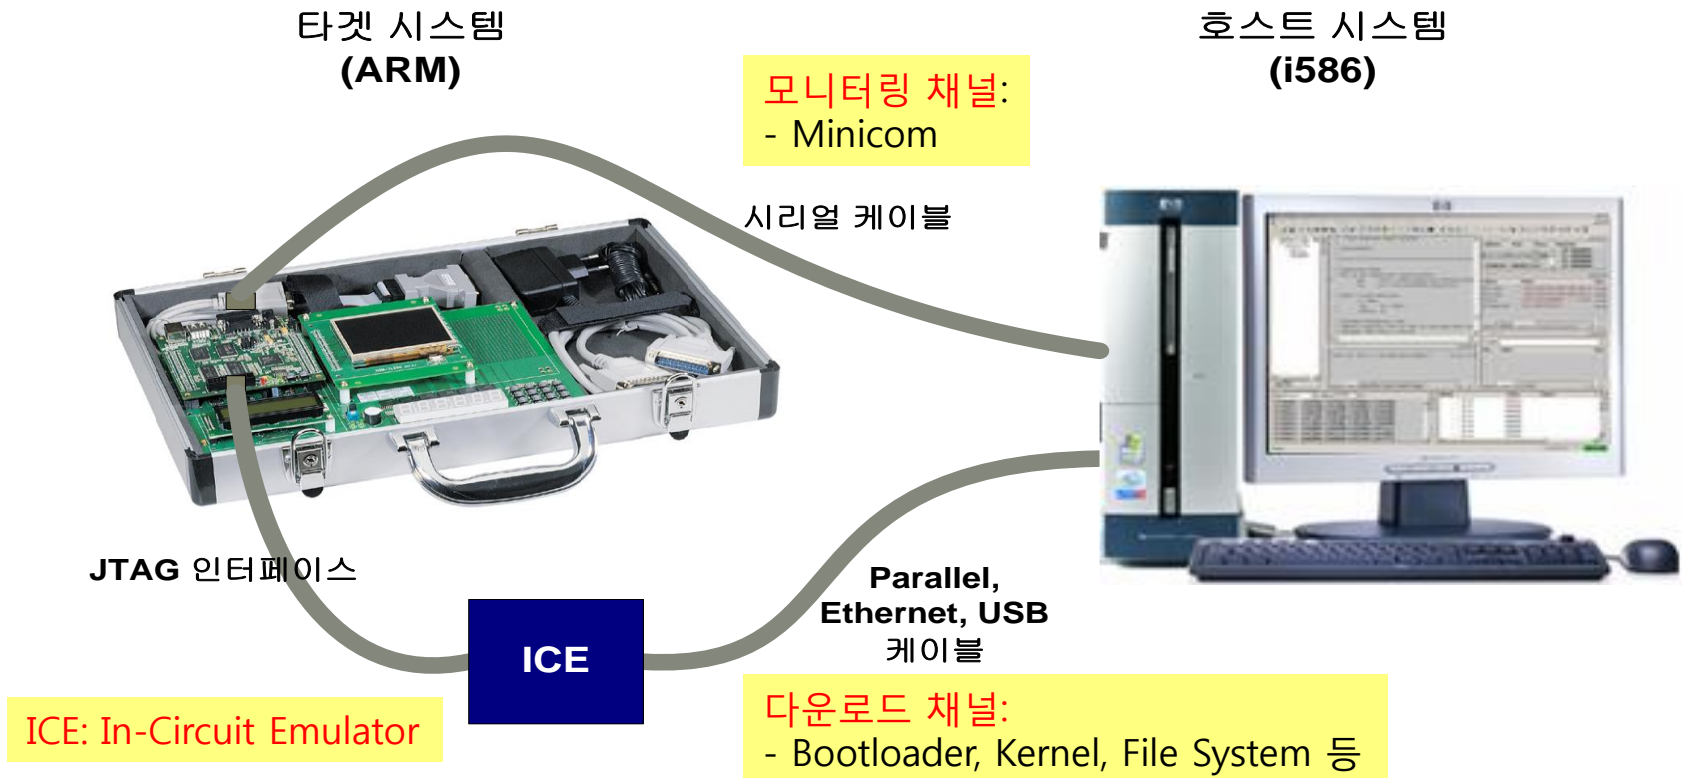 타겟 시스템
(ARM)
호스트 시스템
(i586)
모니터링 채널:
- Minicom
시리얼 케이블
JTAG 인터페이스
Parallel,
Ethernet, USB
케이블
ICE
ICE: In-Circuit Emulator
다운로드 채널:
- Bootloader, Kernel, File System 등